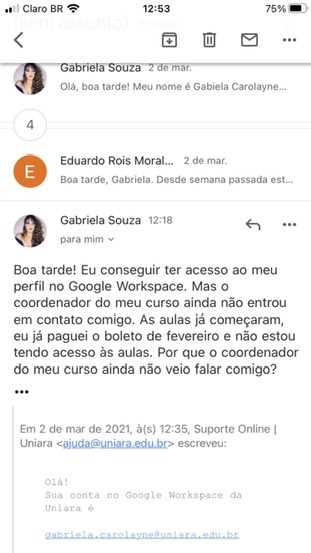 Claro BR 12:53 75%
(sem assunto)
Gabriela Souza 2 de mar.
Olá, boa tarde! Meu nome é Gabiela Carolayne...
4
E Eduardo Rois Moral... 2 de mar.
Boa tarde, Gabriela. Desde semana passada est...
Gabriela Souza 12:18
para mim
Boa tarde! Eu conseguir ter acesso ao meu
perfil no Google Workspace. Mas o
coordenador do meu curso ainda não entrou
em contato comigo. As aulas já começaram,
eu já paguei o boleto de fevereiro e não estou
tendo acesso às aulas. Por que o coordenador
do meu curso ainda não veio falar comigo?
Em 2 de mar de 2021, à(s) 12:35, Suporte Online |
Uniara <ajuda@uniara.edu.br> escreveu:
Olá!
Sua conta no Google Workspace da
Uniara é
gabriela.carolayne@uniara.edu.br